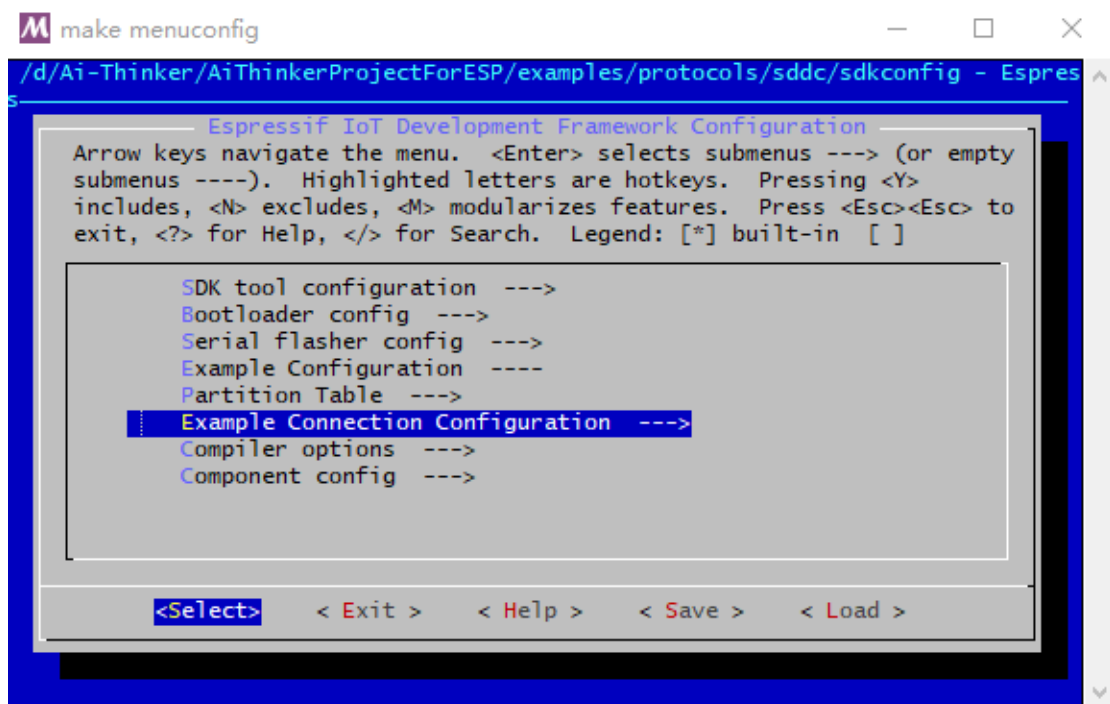 make menuconfig
/d/Ai-Thinker/AiThinkerProjectForESP/examples/protocols/sddc/sdkconfig - Espres
s
Espressif IoT Development Framework Configuration
Arrow keys navigate the menu.  <Enter> selects submenus ---> (or empty
submenus ----).  Highlighted letters are hotkeys.  Pressing <Y>
includes, <N> excludes, <M> modularizes features.  Press <Esc><Esc> to
exit, <?> for Help, </> for Search.  Legend: [*] built-in  [ ]
SDK tool configuration  --->
Bootloader config  --->
Serial flasher config  --->
Example Configuration  ----
Partition Table  --->
Example Connection Configuration  --->
Compiler options  --->
Component config  --->
<Select>    < Exit >    < Help >    < Save >    < Load >